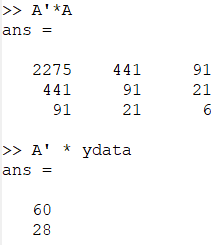 >> A'*A
ans =
2275 441 91
441 91 21
91 21 6
>> A' * ydata
ans =
60
28